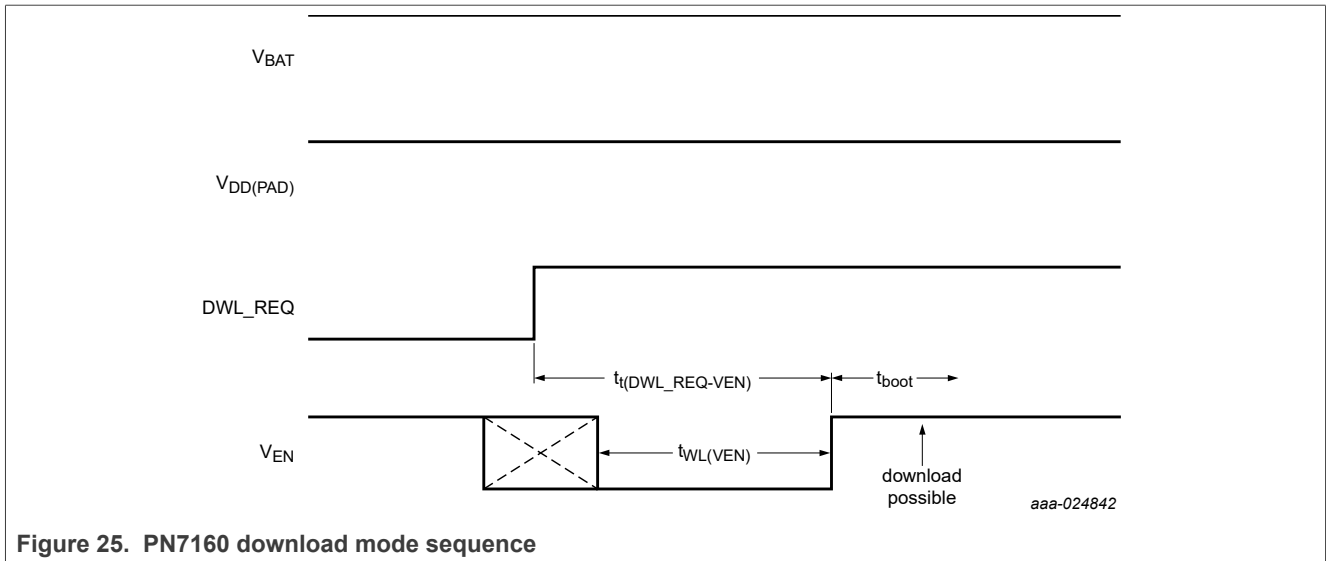 VBAT
VDD(PAD)
DWL_REQ
tt(DWL_REQ-VEN)
tboot
VEN
tWL(VEN)
download
possible
aaa-024842
Figure 25. PN7160 download mode sequence